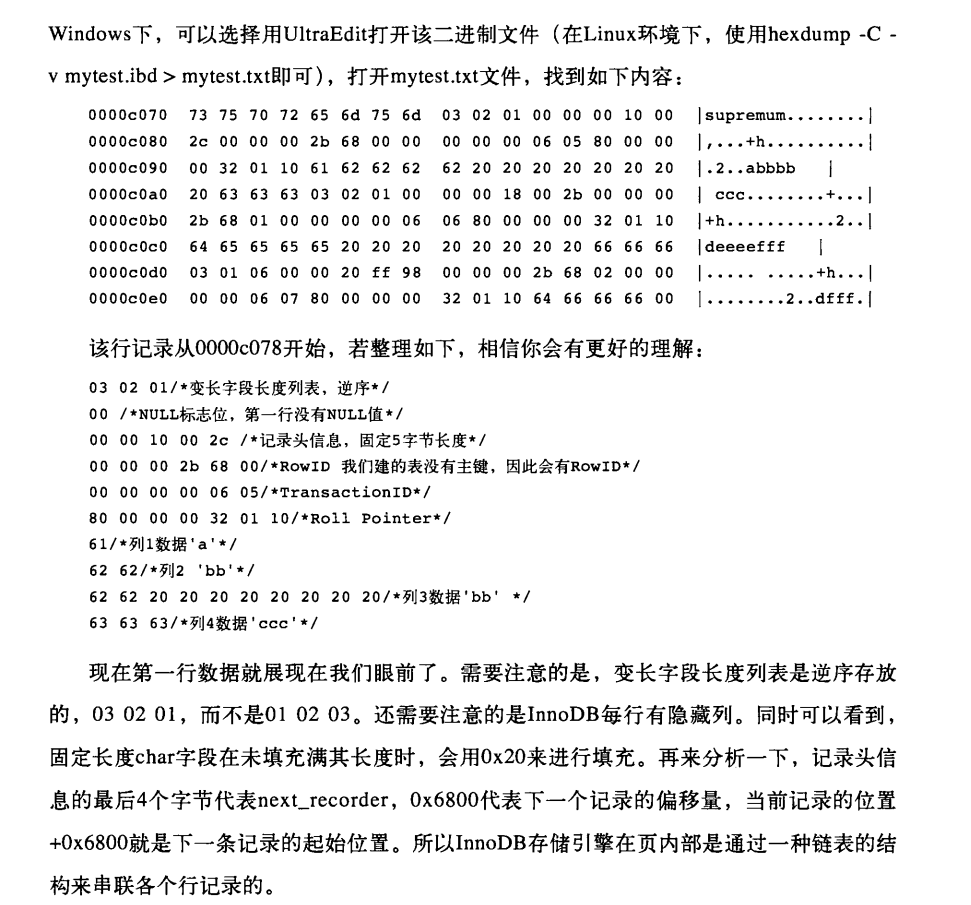 Windows下，可以选择用UltraEdit打开该二进制文件（在Linux环境下，使用hexdump -C -
v mytest.ibd > mytest.txt即可），打开mytest.txt文件，找到如下内容：
0000c070 73 75 70 72 65 6d 75 6d 03 02 01 00 00 00 10 00 |supremum........|
0000c080 2c 00 00 00 2b 68 00 00 00 00 00 06 05 80 00 00 |,...+h..........|
0000c090 00 32 01 10 61 62 62 62 62 20 20 20 20 20 20 20 |.2..abbbb |
0000c0a0 20 63 63 63 03 02 01 00 00 00 18 00 2b 00 00 00 | ccc........+...|
0000c0b0 2b 68 01 00 00 00 00 06 06 80 00 00 00 32 01 10 |+h...........2..|
0000c0c0 64 65 65 65 65 20 20 20 20 20 20 20 20 66 66 66 |deeeefff |
0000c0d0 03 01 06 00 00 20 ff 98 00 00 00 2b 68 02 00 00 |..... .....+h...|
0000c0e0 00 00 06 07 80 00 00 00 32 01 10 64 66 66 66 00 |........2..dfff.|
该行记录从0000c078开始，若整理如下，相信你会有更好的理解：
03 02 01/*变长字段长度列表，逆序*/
00 /*NULL标志位，第一行没有NULL值*/
00 00 10 00 2c /*记录头信息，固定5字节长度*/
00 00 00 2b 68 00/*RowID 我们建的表没有主键，因此会有RowID*/
00 00 00 00 06 05/*TransactionID*/
80 00 00 00 32 01 10/*Roll Pointer*/
61/*列1数据'a'*/
62 62/*列2 'bb'*/
62 62 20 20 20 20 20 20 20 20/*列3数据'bb' */
63 63 63/*列4数据'ccc'*/
现在第一行数据就展现在我们眼前了。需要注意的是，变长字段长度列表是逆序存放
的，03 02 01，而不是01 02 03。还需要注意的是InnoDB每行有隐藏列。同时可以看到，
固定长度char字段在未填充满其长度时，会用0x20来进行填充。再来分析一下，记录头信
息的最后4个字节代表next_recorder，0x6800代表下一个记录的偏移量，当前记录的位置
+0x6800就是下一条记录的起始位置。所以InnoDB存储引擎在页内部是通过一种链表的结
构来串联各个行记录的。